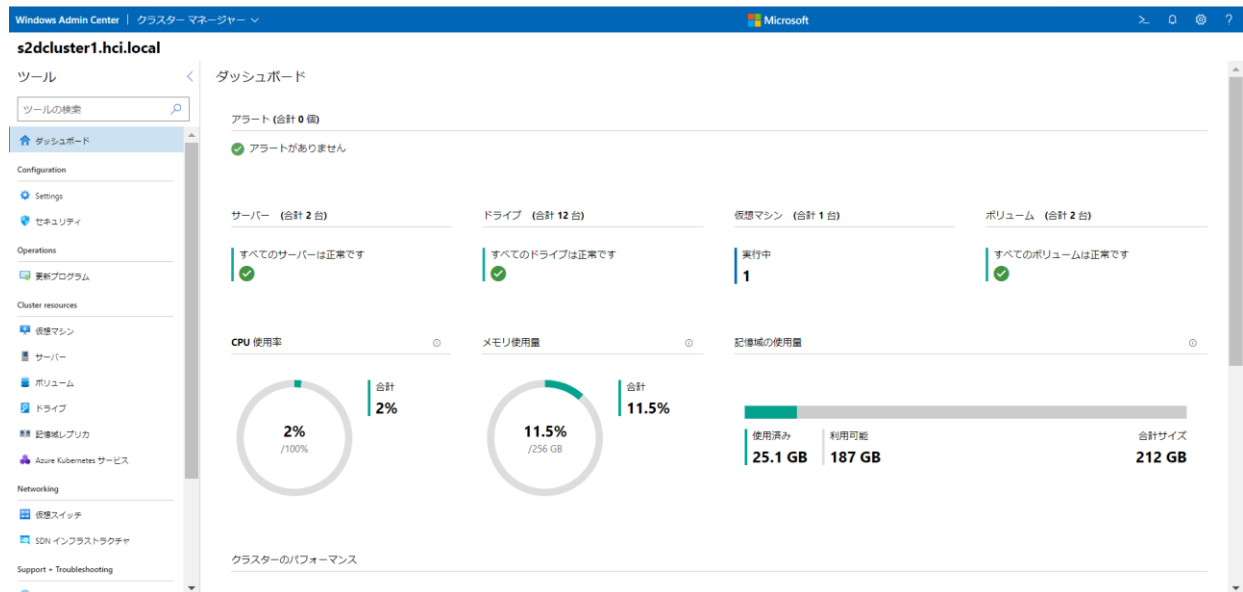 Windows Admin Center | クラスター マネージャー
Microsoft
s2dcluster1.hci.local
ツール
ツールの検索
ダッシュボード
Configuration
Settings
セキュリティ
Operations
更新プログラム
Cluster resources
仮想マシン
サーバー
ボリューム
ドライブ
記憶域レプリカ
Azure Kubernetes サービス
Networking
仮想スイッチ
SDN インフラストラクチャ
Support + Troubleshooting
ダッシュボード
アラート (合計 0 個)
アラートがありません
サーバー (合計 2 台)
すべてのサーバーは正常です
ドライブ (合計 12 台)
すべてのドライブは正常です
仮想マシン (合計 1 台)
実行中
1
ボリューム (合計 2 台)
すべてのボリュームは正常です
CPU 使用率
2%
/100%
合計
2%
メモリ使用量
11.5%
/256 GB
合計
11.5%
記憶域の使用量
使用済み
25.1 GB
利用可能
187 GB
合計サイズ
212 GB
クラスターのパフォーマンス